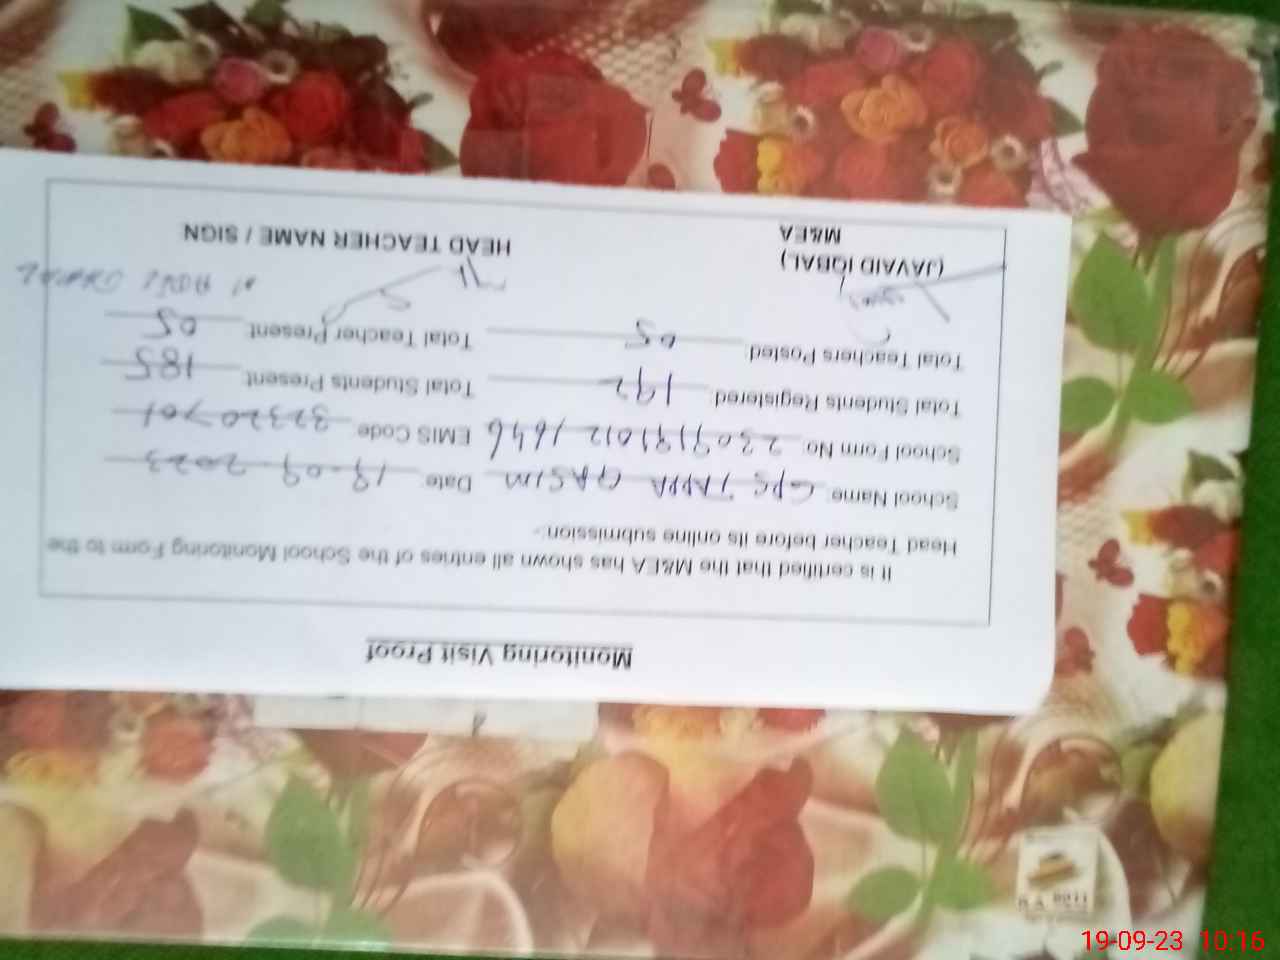 Monitoring Visit Proof
It is certified that the M&EA has shown all entries of the School Monitoring Form to the
Head Teacher before its online submission:-
School Name: GPS TAPPA QASIM Date: 19-09-2023
School Form No: 23091910121646 EMIS Code: 32320701
Total Students Registered: 192 Total Students Present: 185
Total Teachers Posted: 05 Total Teacher Present: 05
(JAVAID IQBAL)
M&EA
HEAD TEACHER NAME / SIGN
19-09-23 10:16